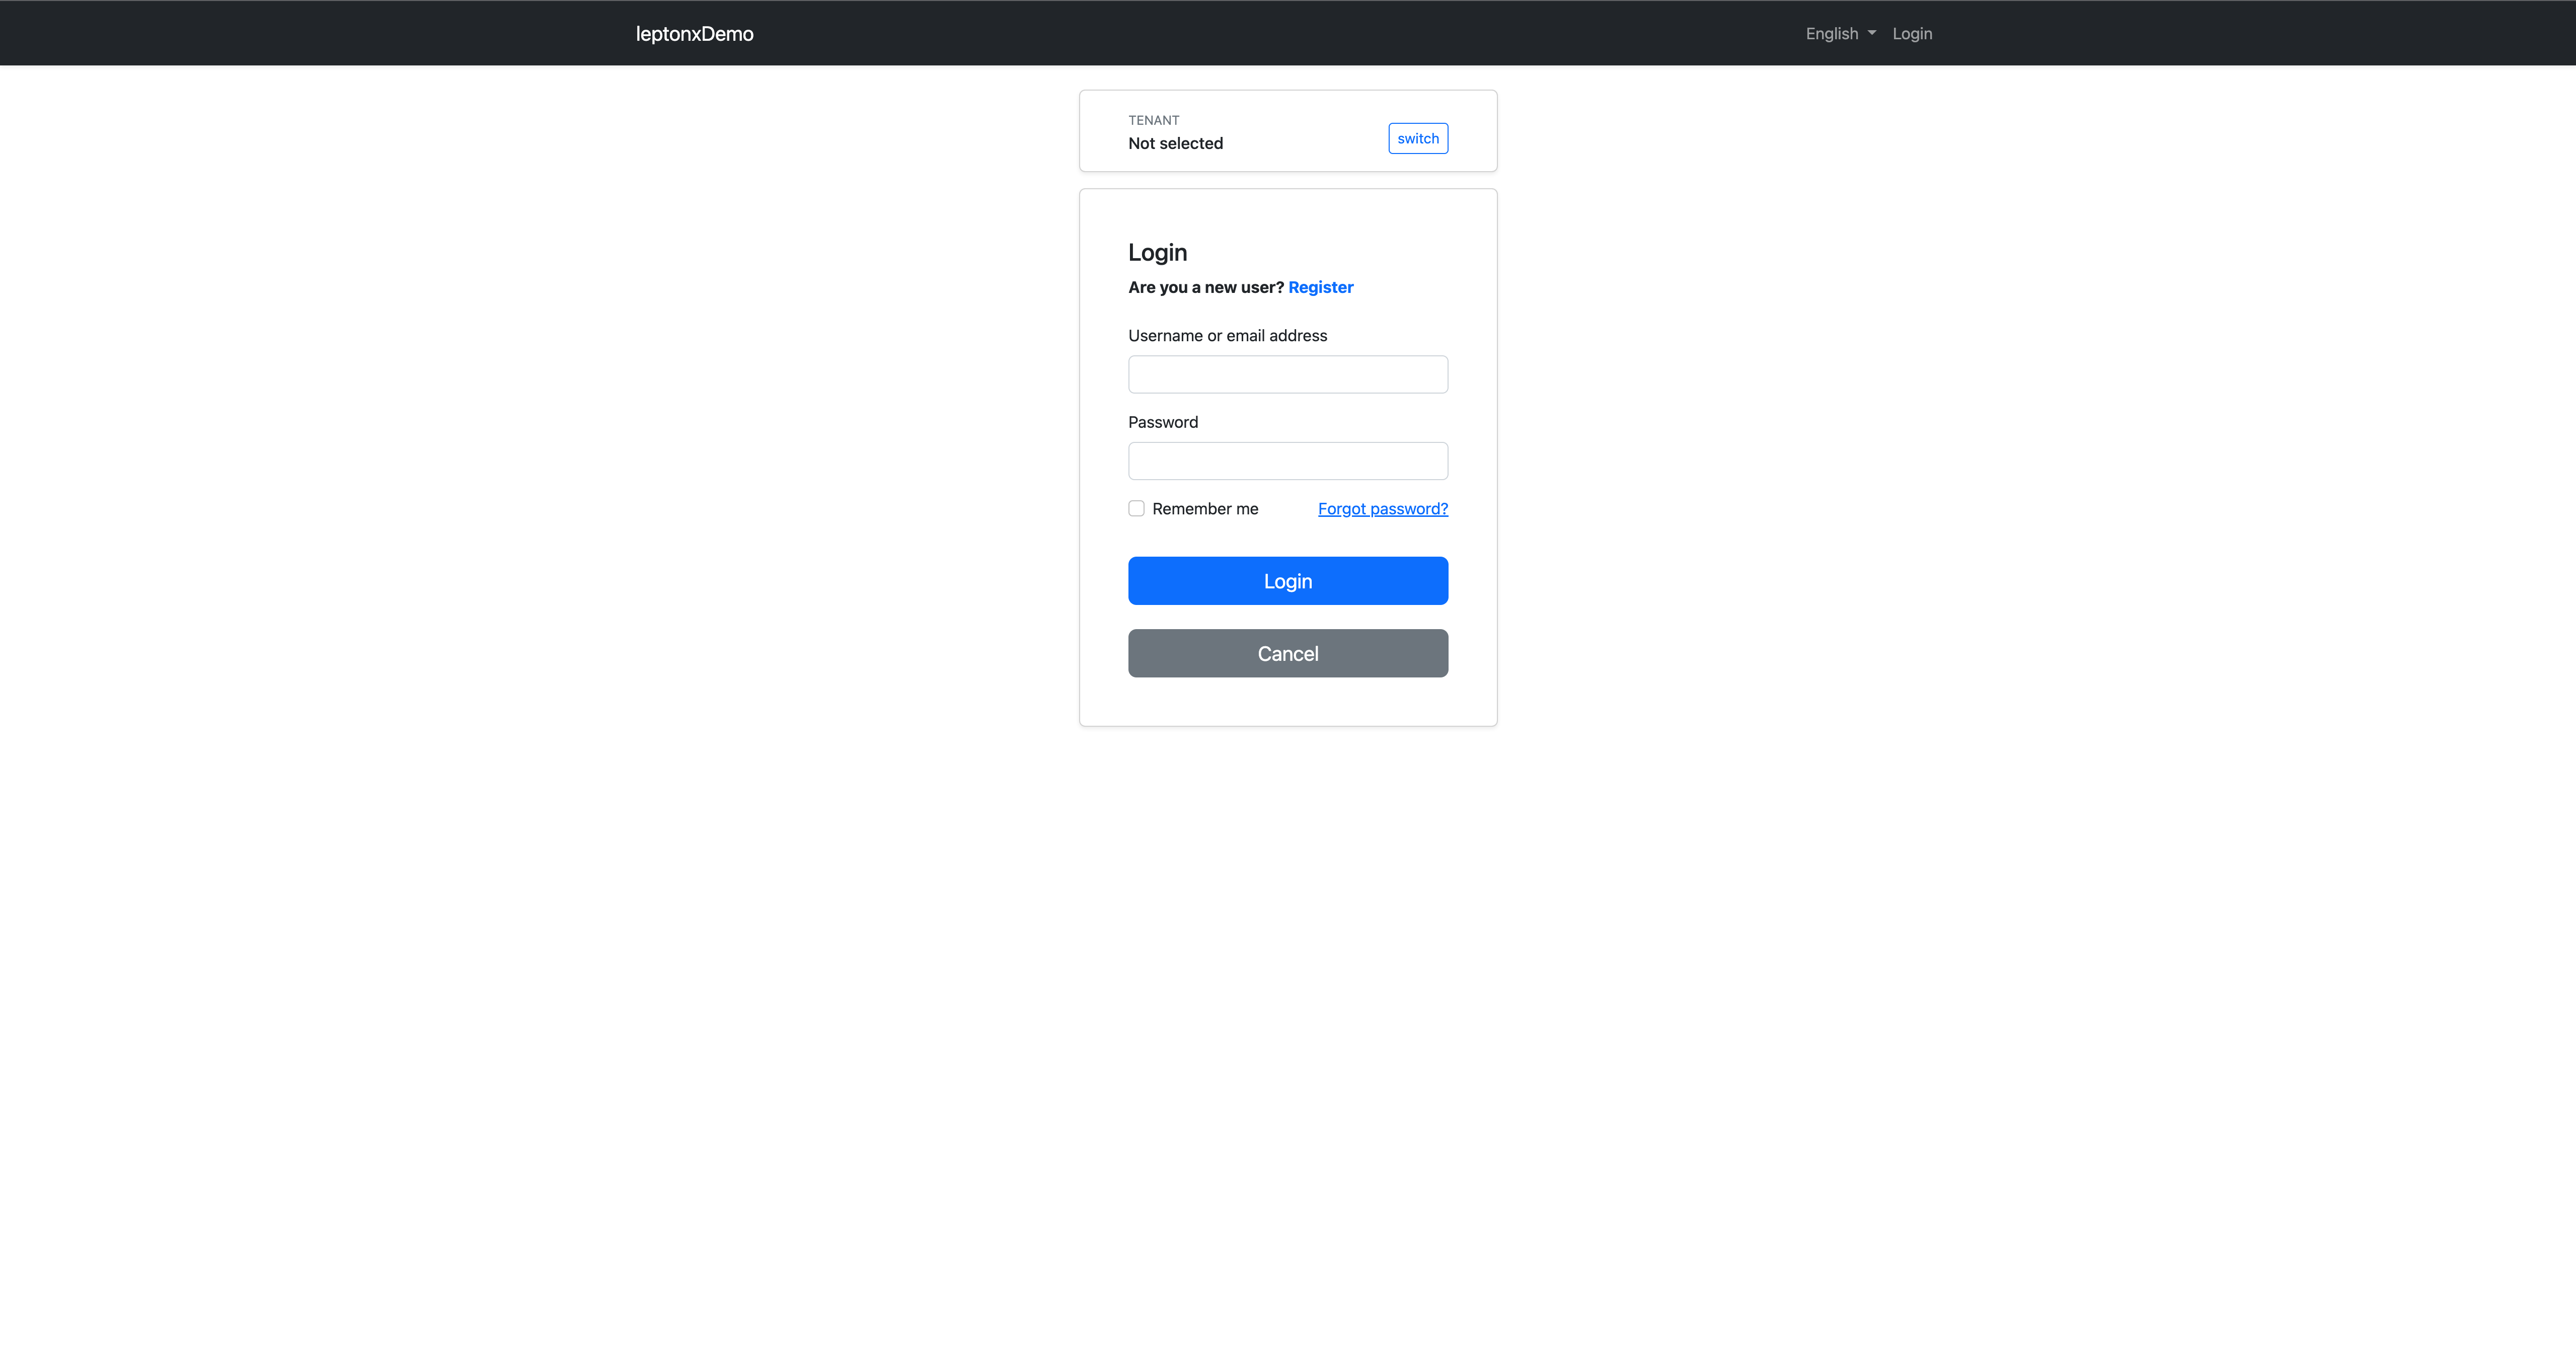 leptonxDemo
English Login
TENANT
Not selected
switch
Login
Are you a new user? Register
Username or email address
Password
Remember me Forgot password?
Login
Cancel